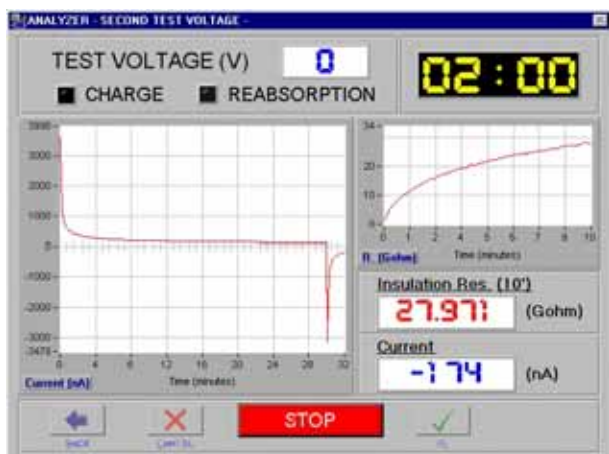 ANALYZER - SECOND TEST VOLTAGE -
TEST VOLTAGE (V) 0
CHARGE REABSORPTION
02:00
3000
2000
1000
0
-1000
-2000
-3000
-3478
0 4 8 12 16 20 24 28 32
Current (nA) Time (minutes)
34
20
10
0
0 1 2 3 4 5 6 7 8 9 10
R. (Gohm) Time (minutes)
Insulation Res. (10')
27.971 (Gohm)
Current
-174 (nA)
STOP